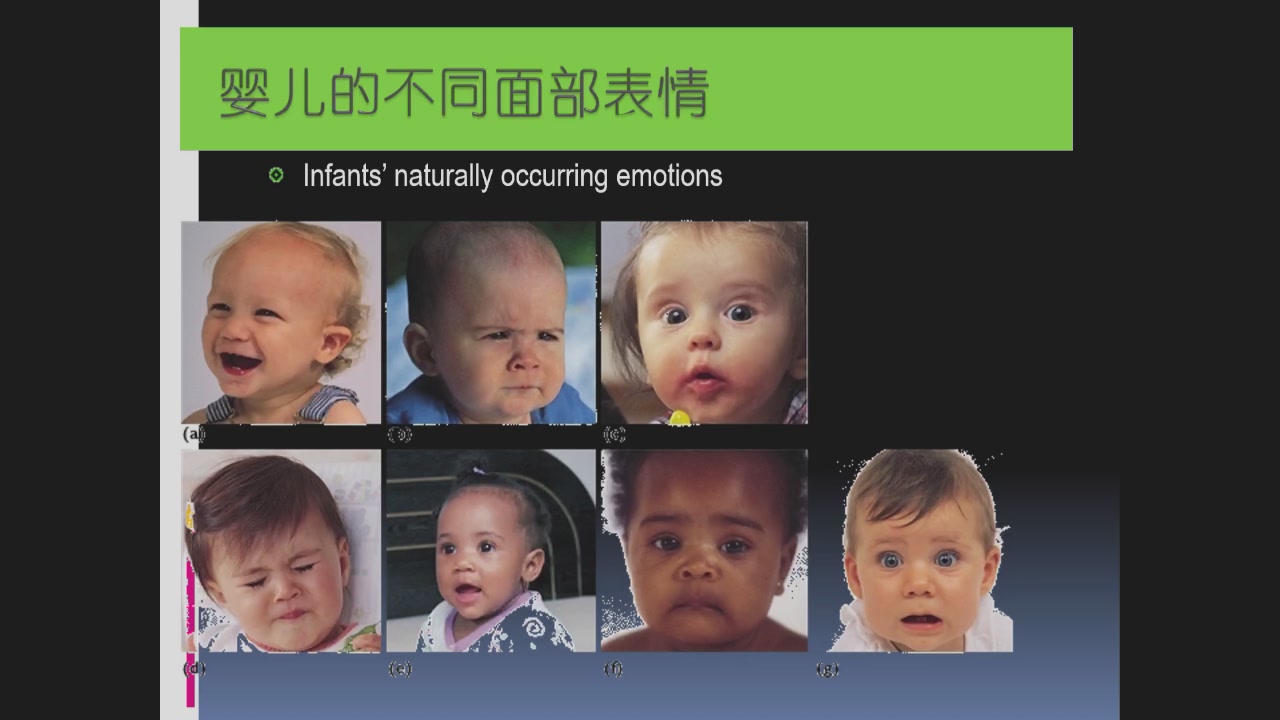 婴儿的不同面部表情
Infants’ naturally occurring emotions
(a)
(b)
(c)
(d)
(e)
(f)
(g)